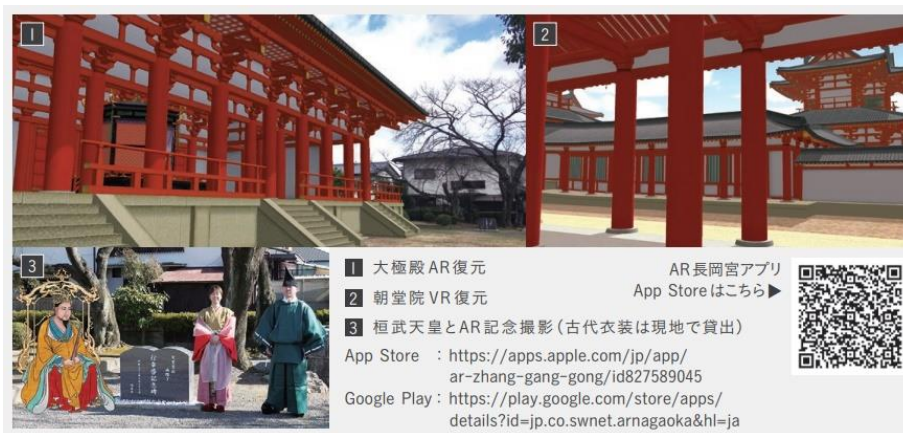 1
2
3
1 大極殿AR復元
2 朝堂院VR復元
3 桓武天皇とAR記念撮影(古代衣装は現地で貸出)
AR長岡宮アプリ
App Storeはこちら▶
App Store : https://apps.apple.com/jp/app/
ar-zhang-gang-gong/id827589045
Google Play: https://play.google.com/store/apps/
details?id=jp.co.swnet.arnagaoka&hl=ja